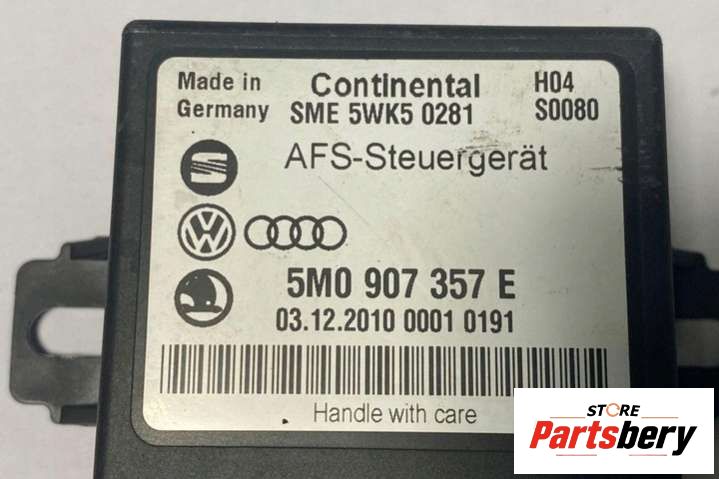 Made in Continental H04
Germany SME 5WK5 0281 S0080
AFS-Steuergerät
5M0 907 357 E
03.12.2010 0001 0191
Handle with care
STORE
Partsbery